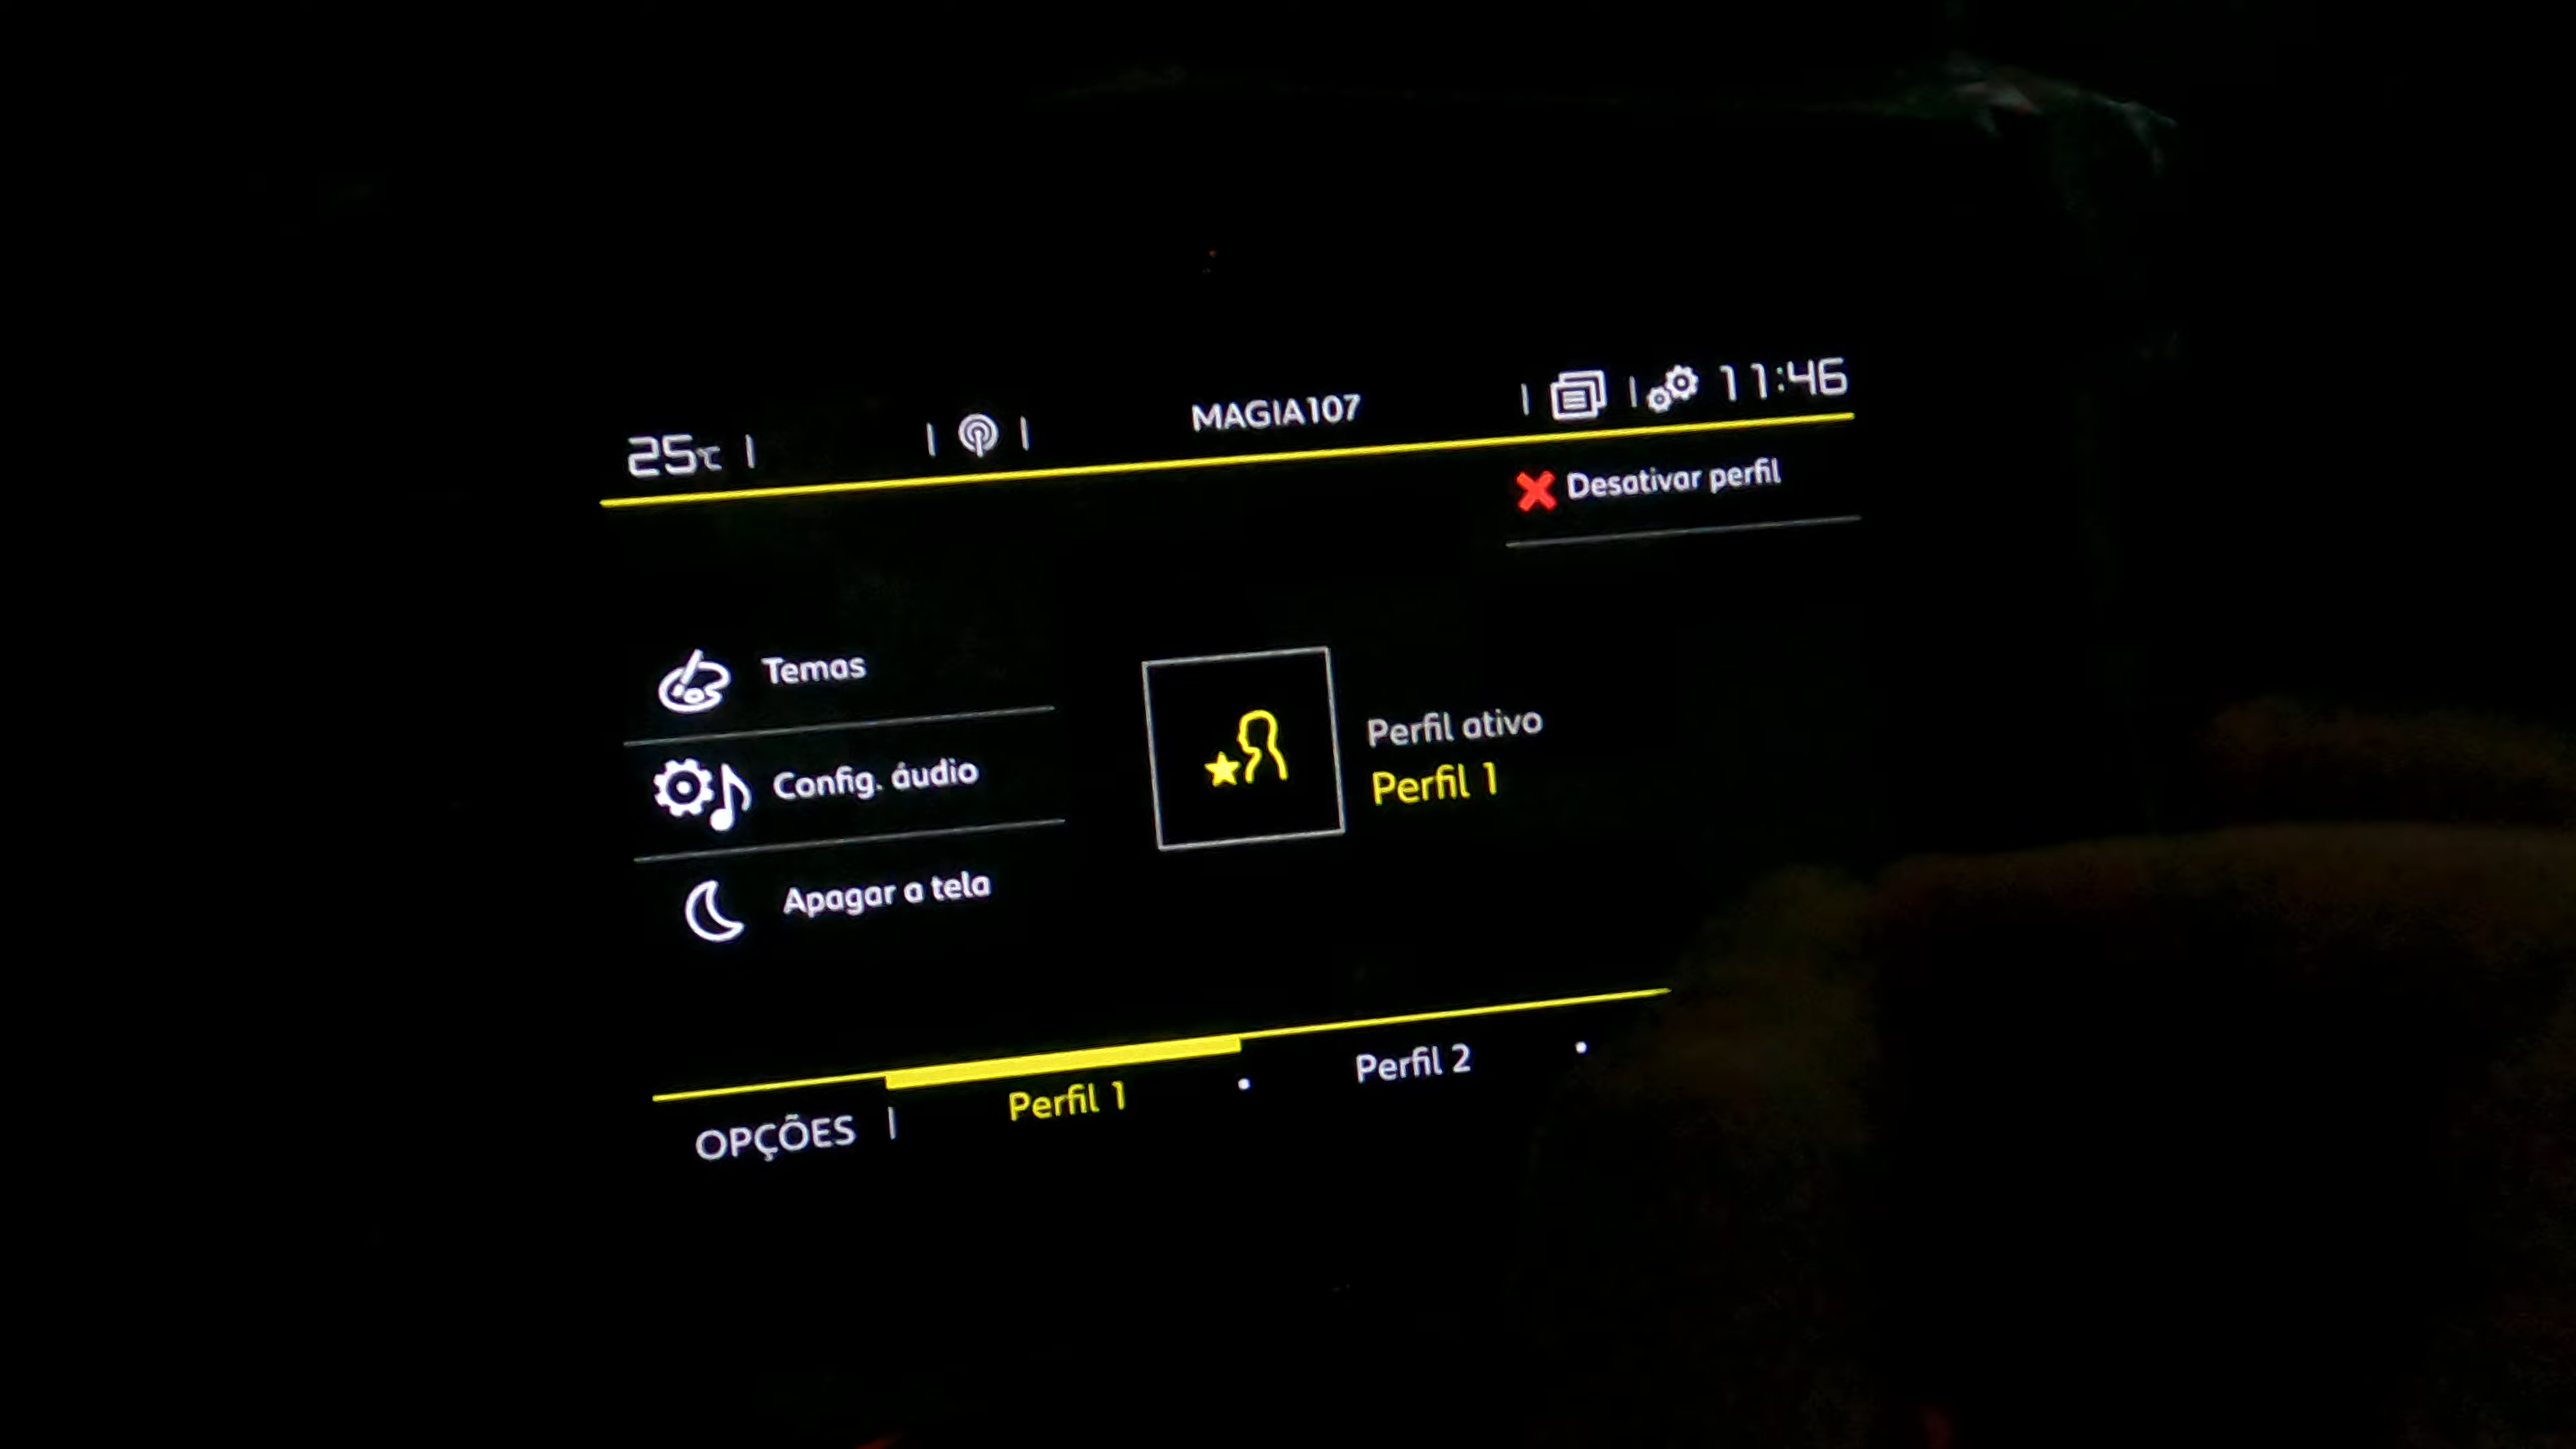 25℃
MAGIA107
11:46
Desativar perfil
Temas
Config. áudio
Apagar a tela
Perfil ativo
Perfil 1
OPÇÕES
Perfil 1
Perfil 2